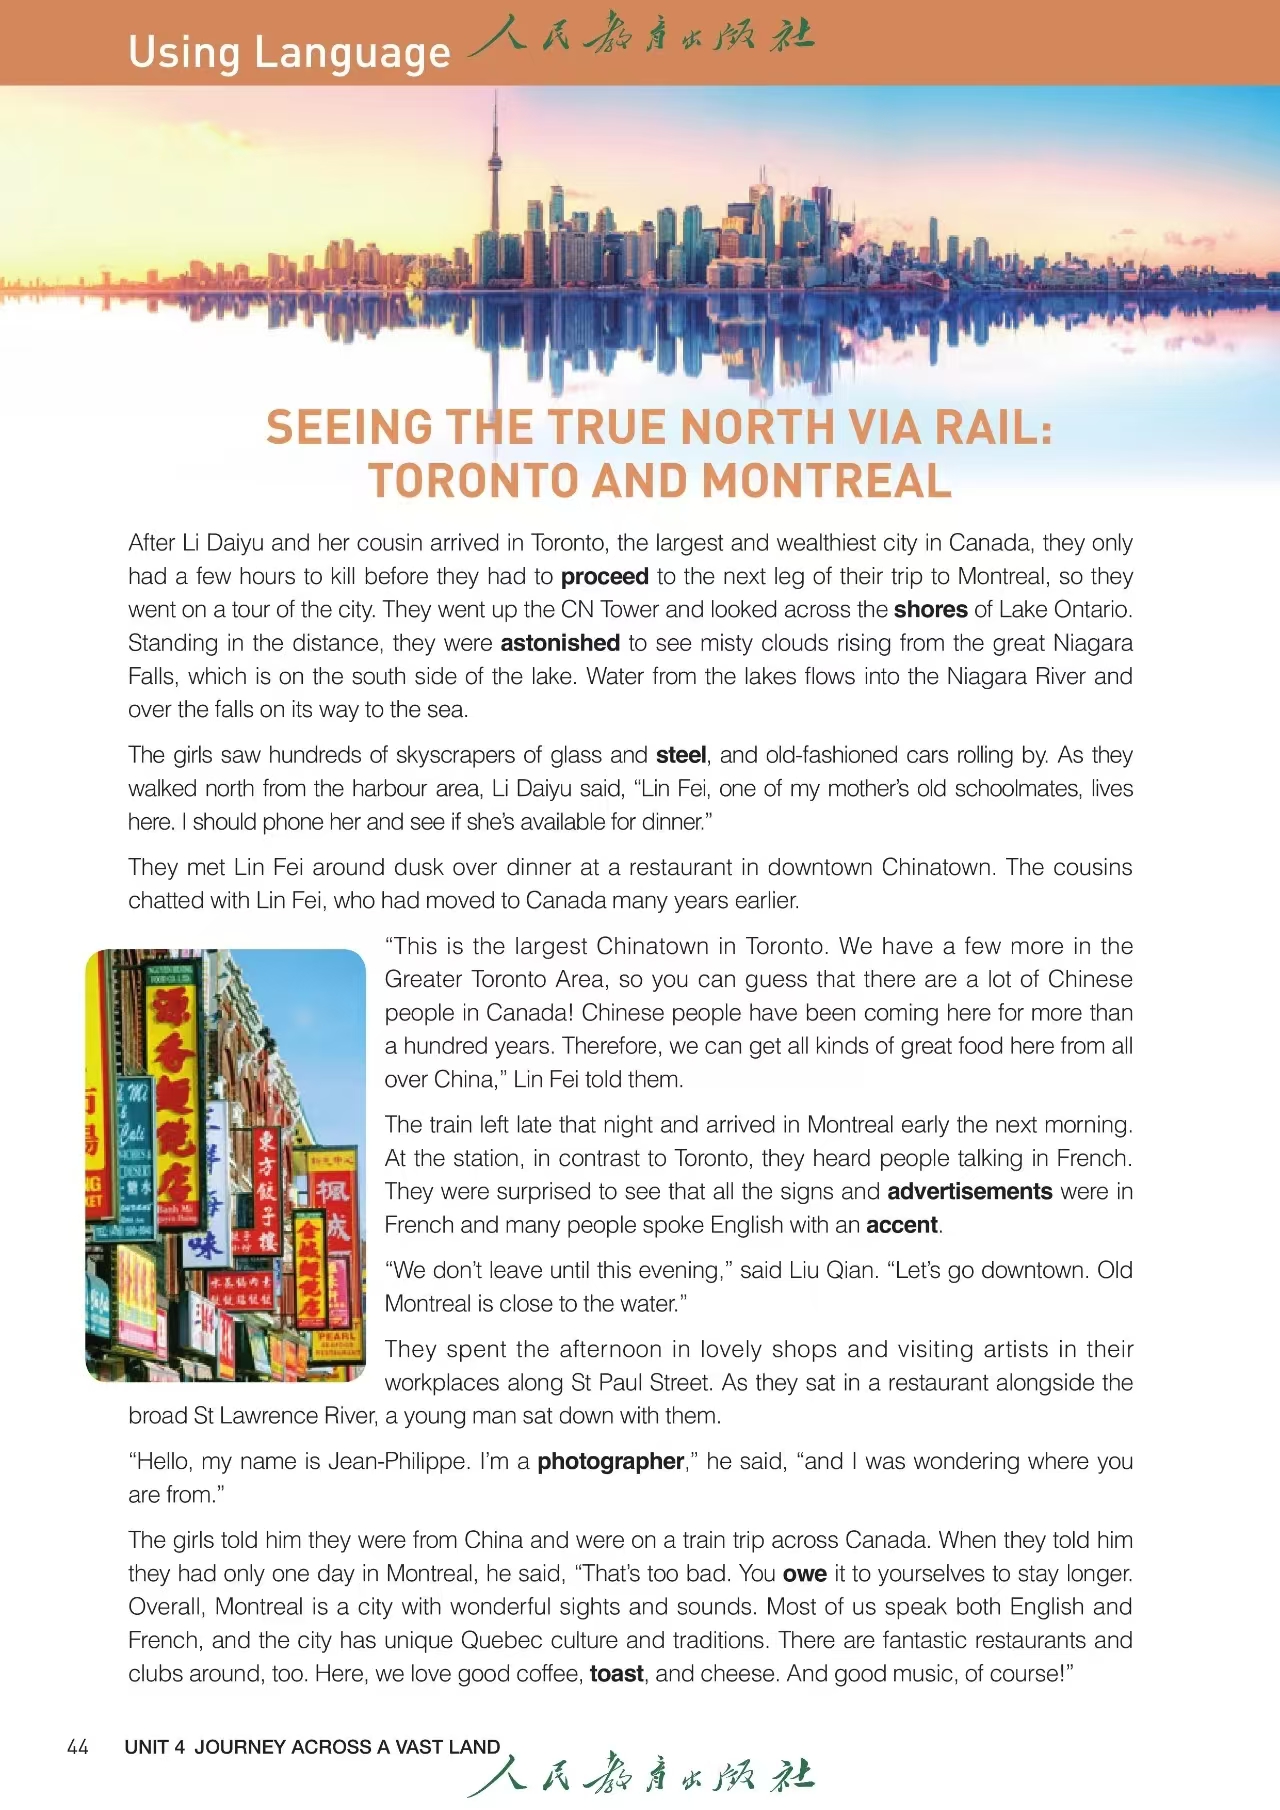 Using Language
人民教育出版社
SEEING THE TRUE NORTH VIA RAIL:
TORONTO AND MONTREAL
After Li Daiyu and her cousin arrived in Toronto, the largest and wealthiest city in Canada, they only
had a few hours to kill before they had to proceed to the next leg of their trip to Montreal, so they
went on a tour of the city. They went up the CN Tower and looked across the shores of Lake Ontario.
Standing in the distance, they were astonished to see misty clouds rising from the great Niagara
Falls, which is on the south side of the lake. Water from the lakes flows into the Niagara River and
over the falls on its way to the sea.
The girls saw hundreds of skyscrapers of glass and steel, and old-fashioned cars rolling by. As they
walked north from the harbour area, Li Daiyu said, “Lin Fei, one of my mother’s old schoolmates, lives
here. I should phone her and see if she’s available for dinner.”
They met Lin Fei around dusk over dinner at a restaurant in downtown Chinatown. The cousins
chatted with Lin Fei, who had moved to Canada many years earlier.
“This is the largest Chinatown in Toronto. We have a few more in the
Greater Toronto Area, so you can guess that there are a lot of Chinese
people in Canada! Chinese people have been coming here for more than
a hundred years. Therefore, we can get all kinds of great food here from all
over China,” Lin Fei told them.
The train left late that night and arrived in Montreal early the next morning.
At the station, in contrast to Toronto, they heard people talking in French.
They were surprised to see that all the signs and advertisements were in
French and many people spoke English with an accent.
“We don’t leave until this evening,” said Liu Qian. “Let’s go downtown. Old
Montreal is close to the water.”
They spent the afternoon in lovely shops and visiting artists in their
workplaces along St Paul Street. As they sat in a restaurant alongside the
broad St Lawrence River, a young man sat down with them.
“Hello, my name is Jean-Philippe. I’m a photographer,” he said, “and I was wondering where you
are from.”
The girls told him they were from China and were on a train trip across Canada. When they told him
they had only one day in Montreal, he said, “That’s too bad. You owe it to yourselves to stay longer.
Overall, Montreal is a city with wonderful sights and sounds. Most of us speak both English and
French, and the city has unique Quebec culture and traditions. There are fantastic restaurants and
clubs around, too. Here, we love good coffee, toast, and cheese. And good music, of course!”
東方餃子樓
楓成
PEARL
44 UNIT 4 JOURNEY ACROSS A VAST LAND
人民教育出版社